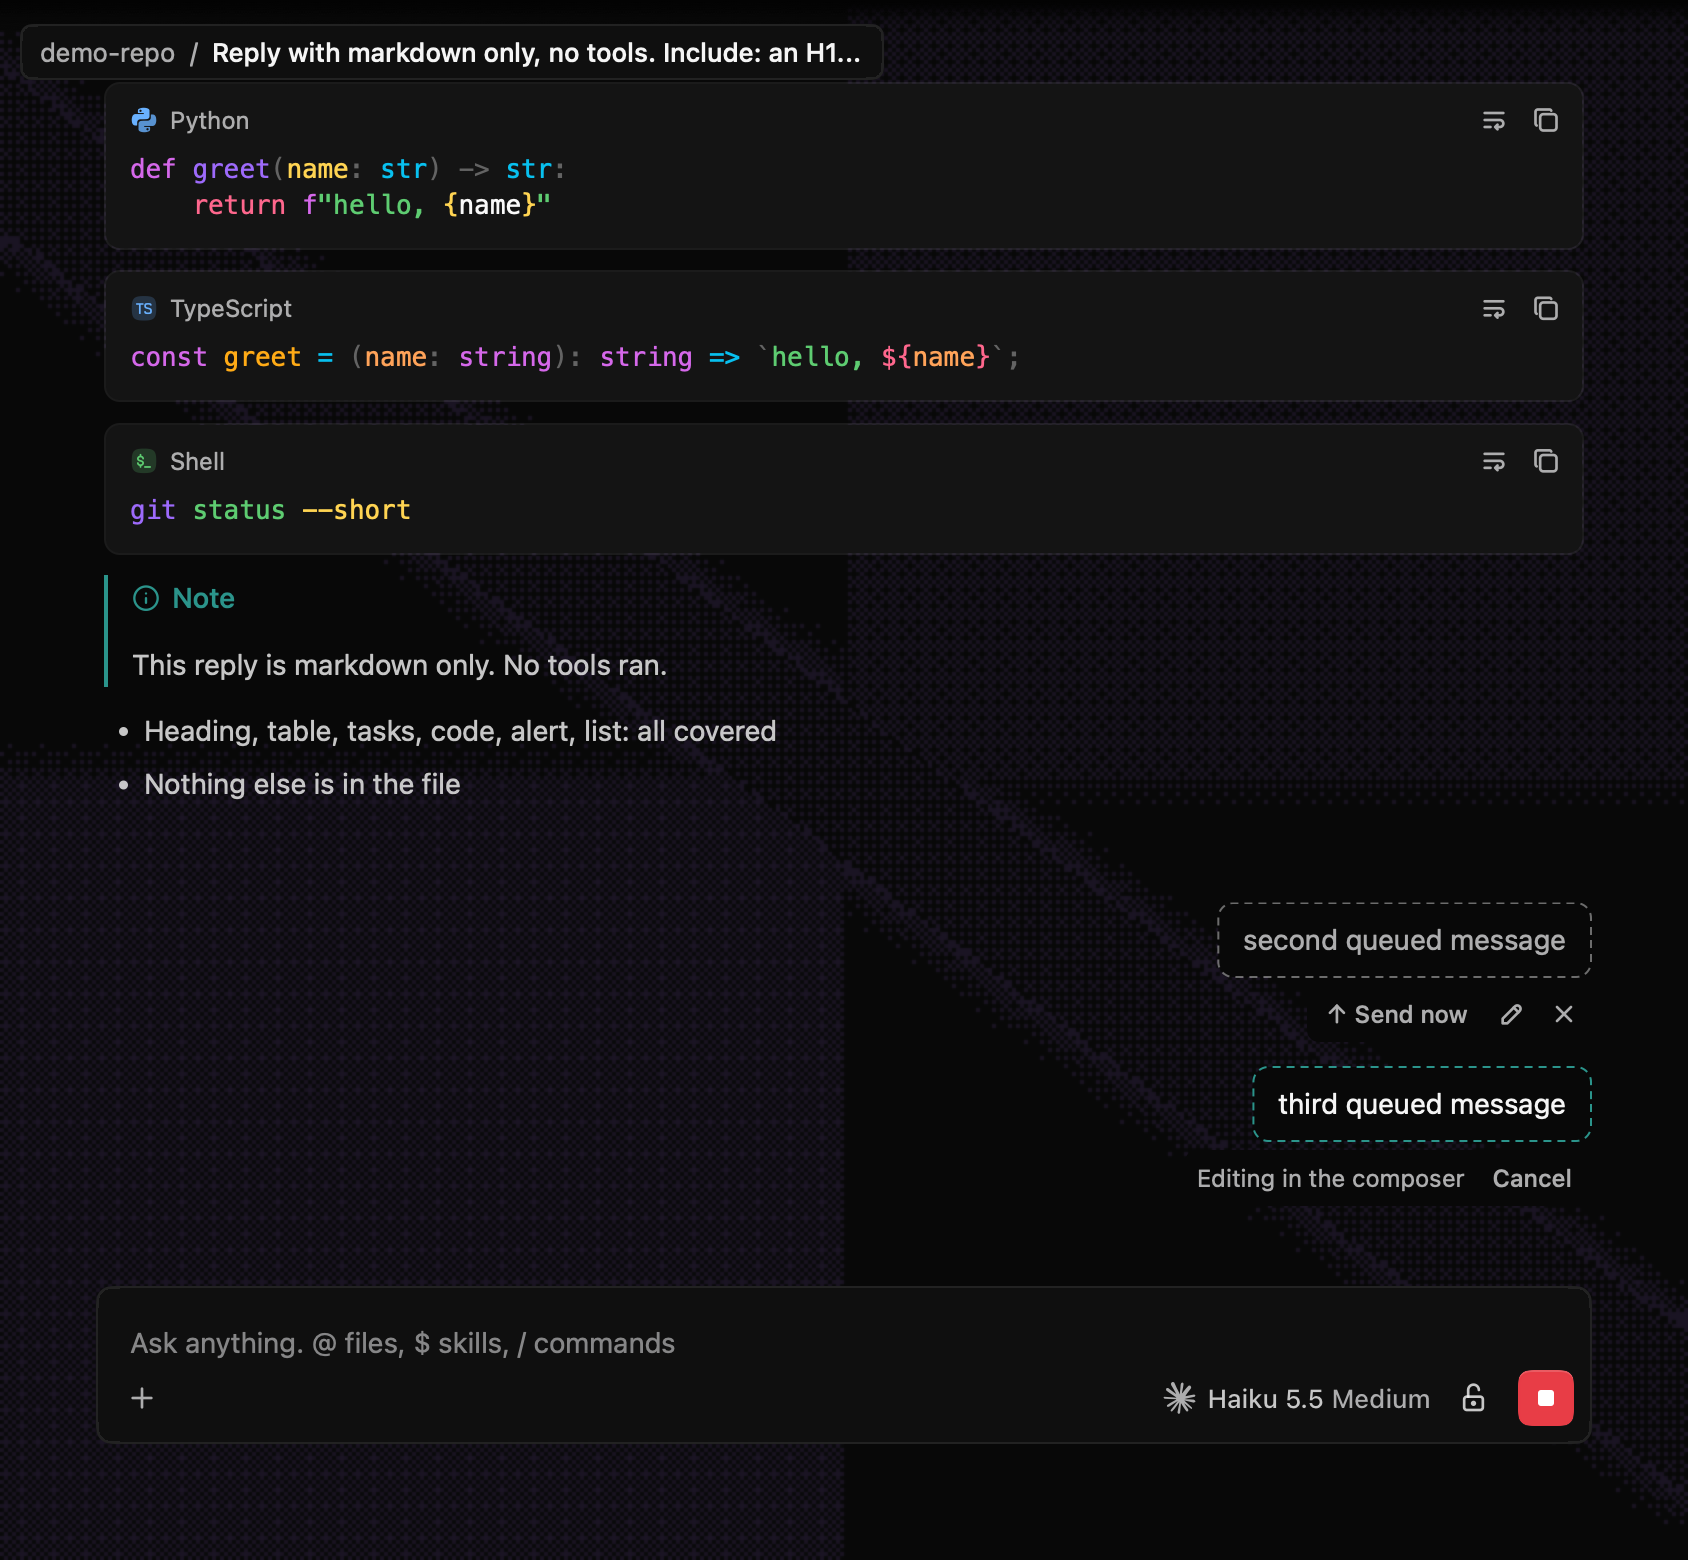 demo-repo / Reply with markdown only, no tools. Include: an H1...
Python
def greet(name: str) -> str:
    return f"hello, {name}"
TS TypeScript
const greet = (name: string): string => `hello, ${name}`;
$_ Shell
git status --short
Note
This reply is markdown only. No tools ran.
• Heading, table, tasks, code, alert, list: all covered
• Nothing else is in the file
second queued message
↑ Send now
third queued message
Editing in the composer Cancel
Ask anything. @ files, $ skills, / commands
Haiku 5.5 Medium